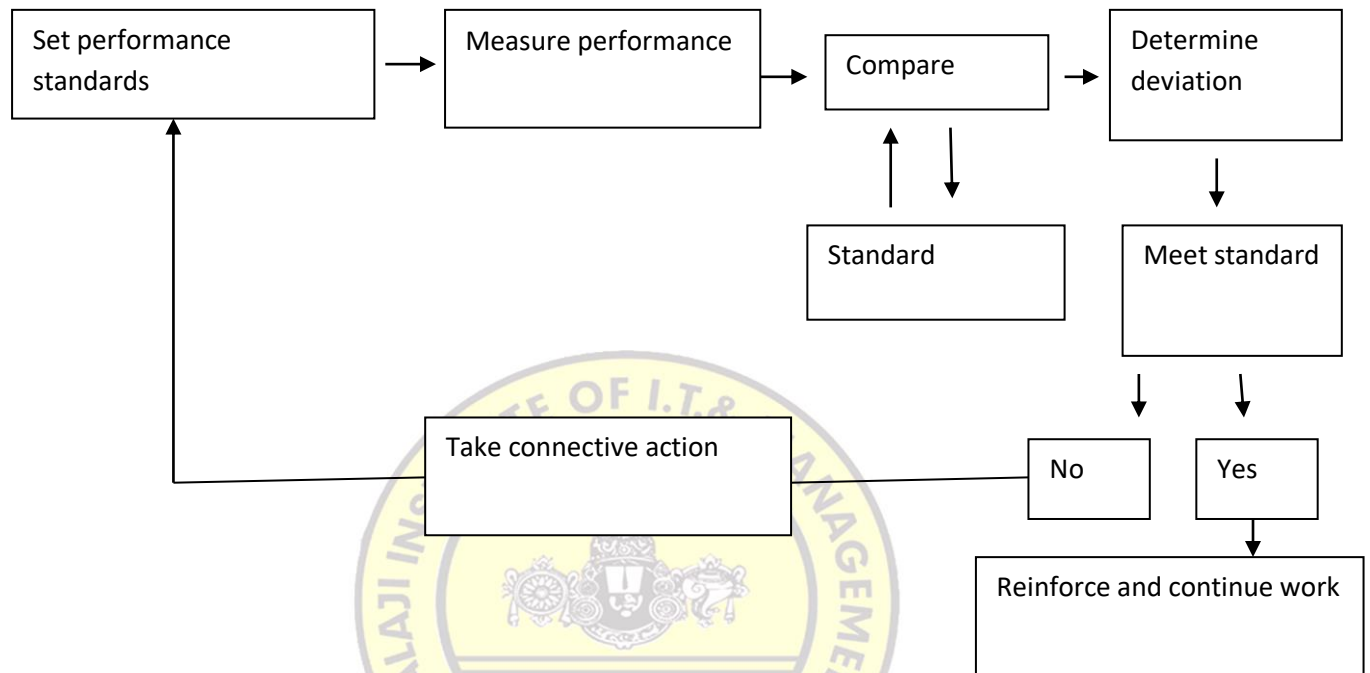 Set performance
standards
Measure performance
Compare
Determine
deviation
Standard
Meet standard
Take connective action
No
Yes
Reinforce and continue work
OF I.T.&